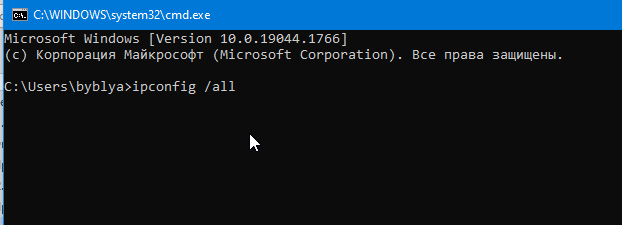 C:\WINDOWS\system32\cmd.exe
Microsoft Windows [Version 10.0.19044.1766]
(c) Корпорация Майкрософт (Microsoft Corporation). Все права защищены.
C:\Users\byblya>ipconfig /all